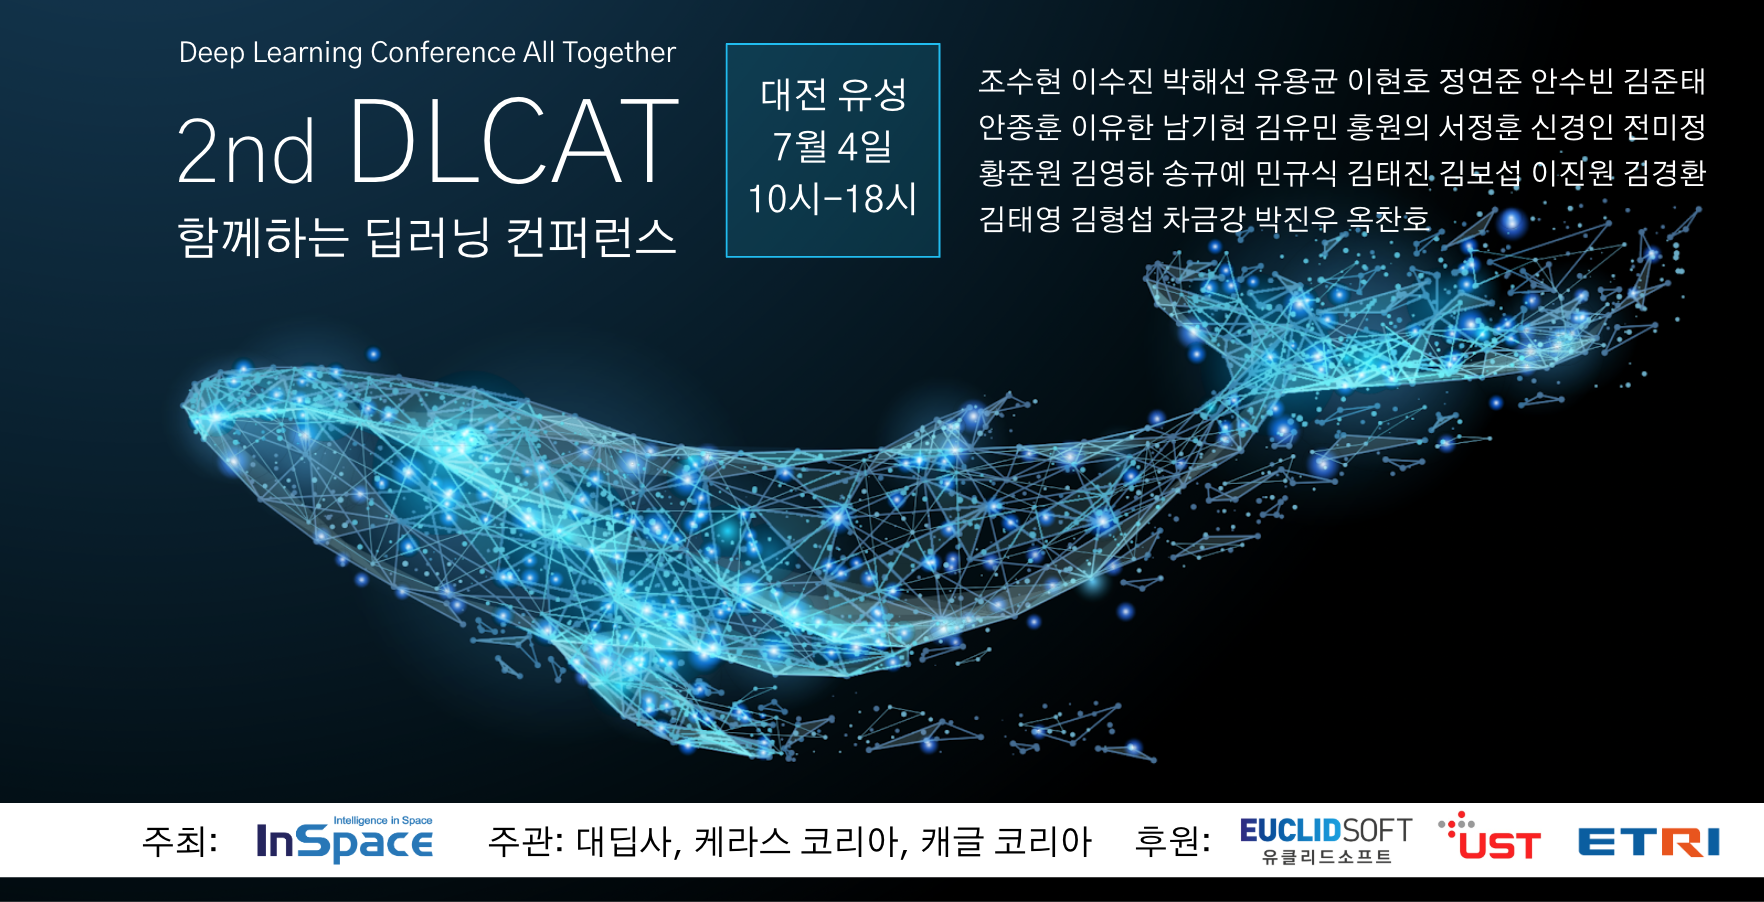 Deep Learning Conference All Together
2nd DLCAT
함께하는 딥러닝 컨퍼런스
대전 유성
7월 4일
10시-18시
조수현 이수진 박해선 유용균 이현호 정연준 안수빈 김준태
안종훈 이유한 남기현 김유민 홍원의 서정훈 신경인 전미정
황준원 김영하 송규예 민규식 김태진 김보섭 이진원 김경환
김태영 김형섭 차금강 박진우 옥찬호
주최:
Intelligence in Space
InSpace
주관: 대딥사, 케라스 코리아, 캐글 코리아
후원:
EUCLIDSOFT
유클리드소프트
UST
ETRI